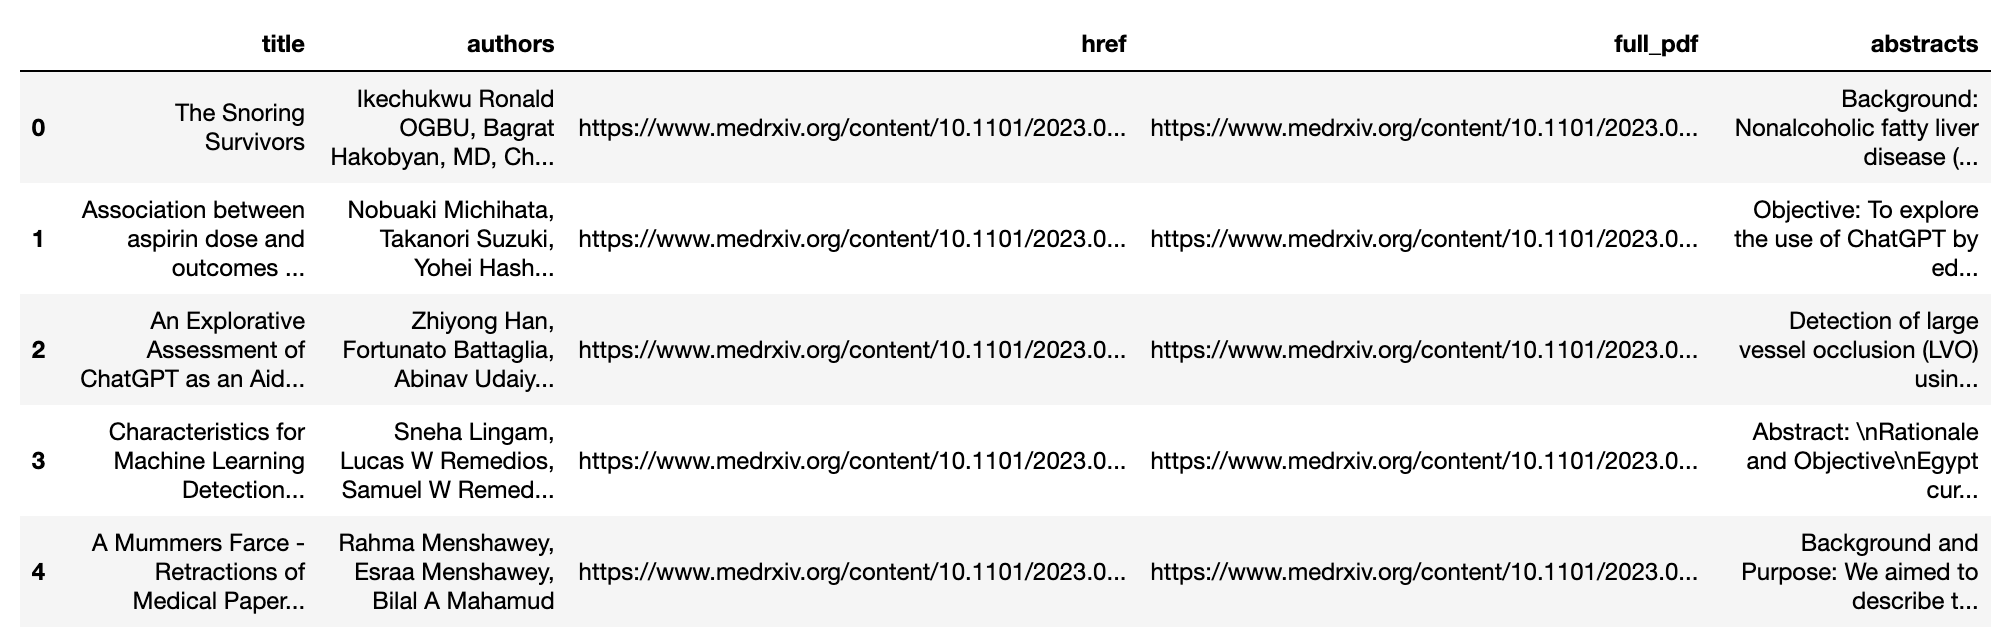 title authors href full_pdf abstracts
The Snoring
Survivors
Ikechukwu Ronald
OGBU, Bagrat
Hakobyan, MD, Ch...
0
https://www.medrxiv.org/content/10.1101/2023.0...
https://www.medrxiv.org/content/10.1101/2023.0...
Background:
Nonalcoholic fatty liver
disease (...
1
Association between
aspirin dose and
outcomes ...
Nobuaki Michihata,
Takanori Suzuki,
Yohei Hash...
https://www.medrxiv.org/content/10.1101/2023.0...
https://www.medrxiv.org/content/10.1101/2023.0...
Objective: To explore
the use of ChatGPT by
ed...
2
An Explorative
Assessment of
ChatGPT as an Aid...
Zhiyong Han,
Fortunato Battaglia,
Abinav Udaiy...
https://www.medrxiv.org/content/10.1101/2023.0...
https://www.medrxiv.org/content/10.1101/2023.0...
Detection of large
vessel occlusion (LVO)
usin...
3
Characteristics for
Machine Learning
Detection...
Sneha Lingam,
Lucas W Remedios,
Samuel W Remed...
https://www.medrxiv.org/content/10.1101/2023.0...
https://www.medrxiv.org/content/10.1101/2023.0...
Abstract: \nRationale
and Objective\nEgypt
cur...
4
A Mummers Farce -
Retractions of
Medical Paper...
Rahma Menshawey,
Esraa Menshawey,
Bilal A Mahamud
https://www.medrxiv.org/content/10.1101/2023.0...
https://www.medrxiv.org/content/10.1101/2023.0...
Background and
Purpose: We aimed to
describe t...